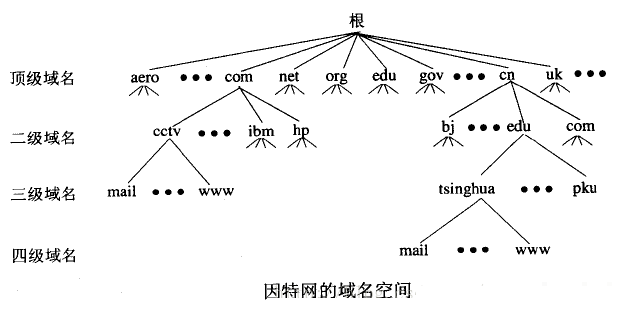 根
顶级域名 aero ••• com net org edu gov ••• cn uk •••
二级域名 cctv ••• ibm hp bj ••• edu com
三级域名 mail ••• www tsinghua ••• pku
四级域名 mail ••• www
因特网的域名空间